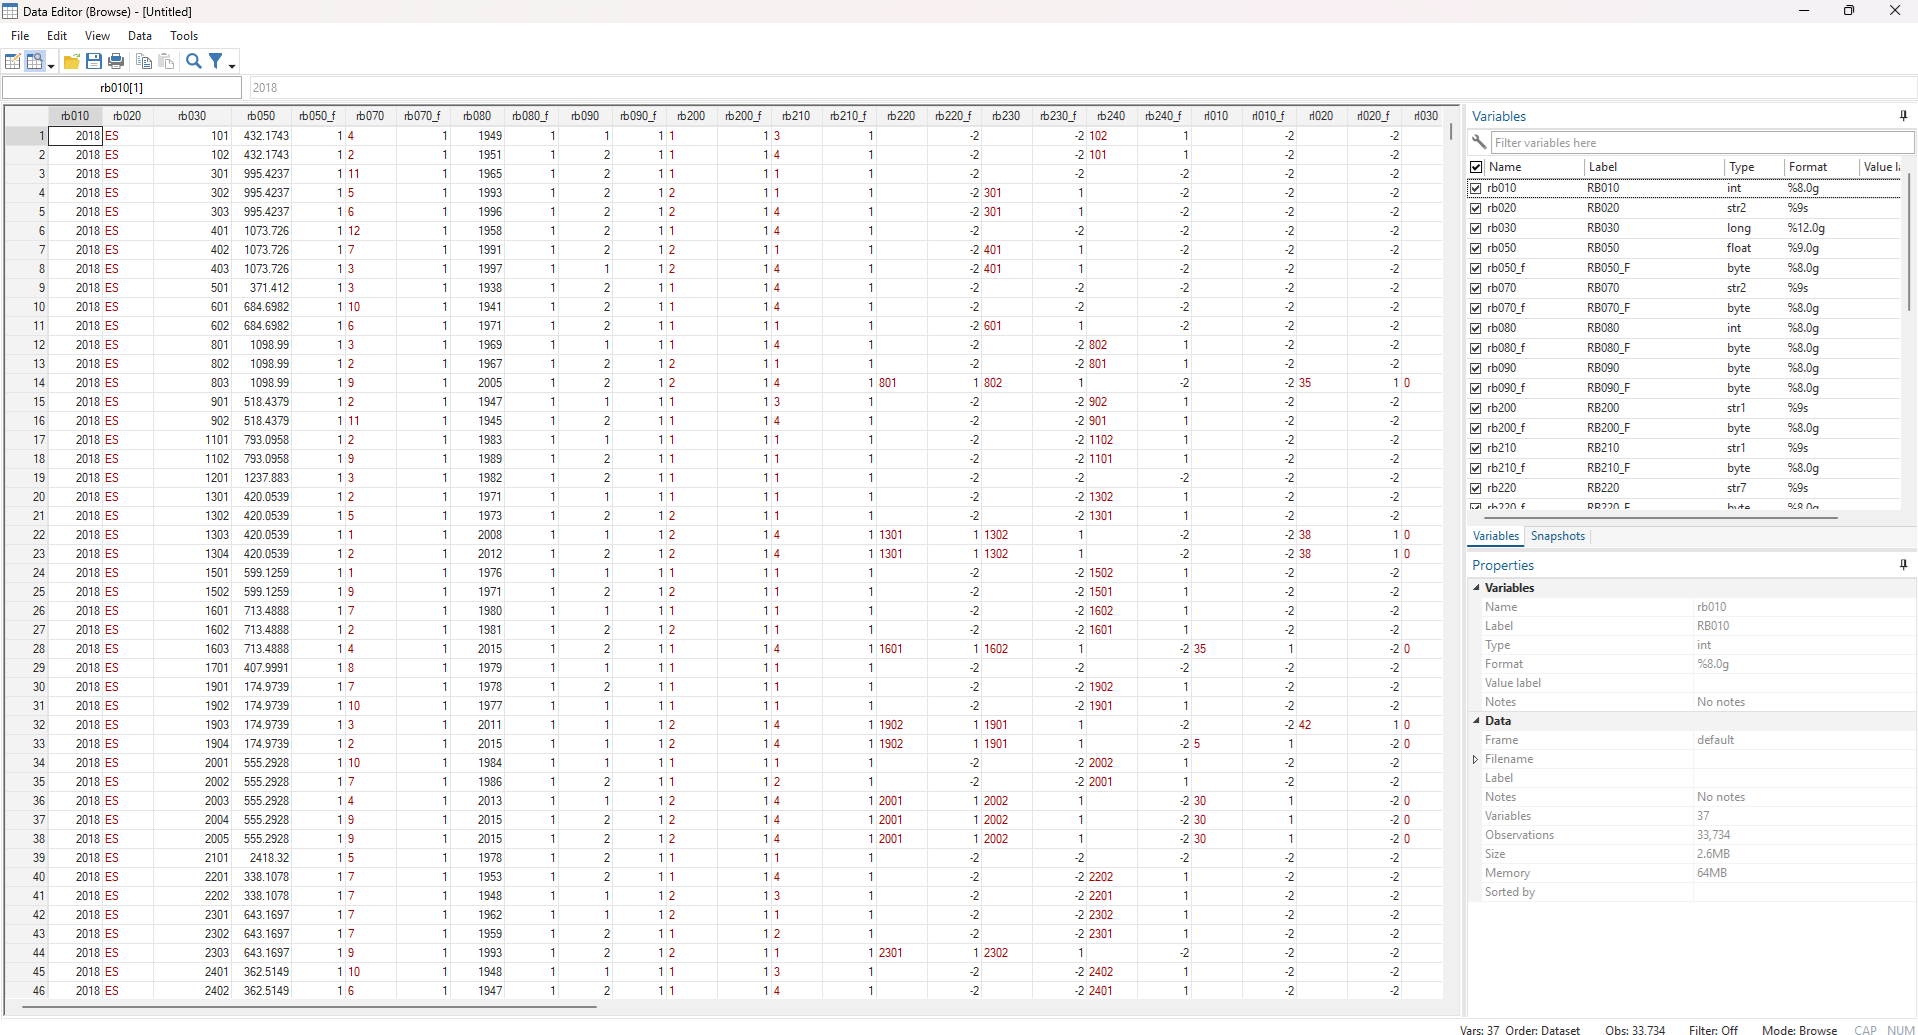 Data Editor (Browse) - [Untitled]
File Edit View Data Tools
rb010[1] 2018
rb010 rb020 rb030 rb050 rb050_f rb070 rb070_f rb080 rb080_f rb090 rb090_f rb200 rb200_f rb210 rb210_f rb220 rb220_f rb230 rb230_f rb240 rb240_f rl010 rl010_f rl020 rl020_f rl030
1 2018 ES 101 432.1743 1 4 1 1949 1 1 1 1 1 3 1 -2 -2 102 1 -2 -2
2 2018 ES 102 432.1743 1 2 1 1951 1 2 1 1 1 4 1 -2 -2 101 1 -2 -2
3 2018 ES 301 995.4237 1 11 1 1965 1 2 1 1 1 1 1 -2 -2 -2 -2 -2
4 2018 ES 302 995.4237 1 5 1 1993 1 2 1 2 1 1 1 -2 301 1 -2 -2 -2
5 2018 ES 303 995.4237 1 6 1 1996 1 2 1 2 1 4 1 -2 301 1 -2 -2 -2
6 2018 ES 401 1073.726 1 12 1 1958 1 2 1 1 1 4 1 -2 -2 -2 -2 -2
7 2018 ES 402 1073.726 1 7 1 1991 1 2 1 2 1 1 1 -2 401 1 -2 -2 -2
8 2018 ES 403 1073.726 1 3 1 1997 1 1 1 2 1 4 1 -2 401 1 -2 -2 -2
9 2018 ES 501 371.412 1 3 1 1938 1 2 1 1 1 4 1 -2 -2 -2 -2 -2
10 2018 ES 601 684.6982 1 10 1 1941 1 2 1 1 1 4 1 -2 -2 -2 -2 -2
11 2018 ES 602 684.6982 1 6 1 1971 1 2 1 1 1 1 1 -2 601 1 -2 -2 -2
12 2018 ES 801 1098.99 1 3 1 1969 1 1 1 1 1 4 1 -2 -2 802 1 -2 -2
13 2018 ES 802 1098.99 1 2 1 1967 1 2 1 2 1 1 1 -2 -2 801 1 -2 -2
14 2018 ES 803 1098.99 1 9 1 2005 1 2 1 2 1 4 1 801 1 802 1 -2 -2 35 1 0
15 2018 ES 901 518.4379 1 2 1 1947 1 1 1 1 1 3 1 -2 -2 902 1 -2 -2
16 2018 ES 902 518.4379 1 11 1 1945 1 2 1 1 1 4 1 -2 -2 901 1 -2 -2
17 2018 ES 1101 793.0958 1 2 1 1983 1 1 1 1 1 1 1 -2 -2 1102 1 -2 -2
18 2018 ES 1102 793.0958 1 9 1 1989 1 2 1 1 1 1 1 -2 -2 1101 1 -2 -2
19 2018 ES 1201 1237.883 1 3 1 1982 1 2 1 1 1 1 1 -2 -2 -2 -2 -2
20 2018 ES 1301 420.0539 1 2 1 1971 1 1 1 1 1 1 1 -2 -2 1302 1 -2 -2
21 2018 ES 1302 420.0539 1 5 1 1973 1 2 1 2 1 1 1 -2 -2 1301 1 -2 -2
22 2018 ES 1303 420.0539 1 1 1 2008 1 1 1 2 1 4 1 1301 1 1302 1 -2 -2 38 1 0
23 2018 ES 1304 420.0539 1 2 1 2012 1 2 1 2 1 4 1 1301 1 1302 1 -2 -2 38 1 0
24 2018 ES 1501 599.1259 1 1 1 1976 1 1 1 1 1 1 1 -2 -2 1502 1 -2 -2
25 2018 ES 1502 599.1259 1 9 1 1971 1 2 1 2 1 1 1 -2 -2 1501 1 -2 -2
26 2018 ES 1601 713.4888 1 7 1 1980 1 1 1 1 1 1 1 -2 -2 1602 1 -2 -2
27 2018 ES 1602 713.4888 1 2 1 1981 1 2 1 2 1 1 1 -2 -2 1601 1 -2 -2
28 2018 ES 1603 713.4888 1 4 1 2015 1 2 1 1 1 4 1 1601 1 1602 1 -2 35 1 -2 0
29 2018 ES 1701 407.9991 1 8 1 1979 1 1 1 1 1 1 1 -2 -2 -2 -2 -2
30 2018 ES 1901 174.9739 1 7 1 1978 1 2 1 1 1 1 1 -2 -2 1902 1 -2 -2
31 2018 ES 1902 174.9739 1 10 1 1977 1 1 1 1 1 1 1 -2 -2 1901 1 -2 -2
32 2018 ES 1903 174.9739 1 3 1 2011 1 1 1 2 1 4 1 1902 1 1901 1 -2 -2 42 1 0
33 2018 ES 1904 174.9739 1 2 1 2015 1 1 1 2 1 4 1 1902 1 1901 1 -2 5 1 -2 0
34 2018 ES 2001 555.2928 1 10 1 1984 1 1 1 1 1 1 1 -2 -2 2002 1 -2 -2
35 2018 ES 2002 555.2928 1 7 1 1986 1 2 1 1 1 2 1 -2 -2 2001 1 -2 -2
36 2018 ES 2003 555.2928 1 4 1 2013 1 1 1 2 1 4 1 2001 1 2002 1 -2 30 1 -2 0
37 2018 ES 2004 555.2928 1 9 1 2015 1 2 1 2 1 4 1 2001 1 2002 1 -2 30 1 -2 0
38 2018 ES 2005 555.2928 1 9 1 2015 1 2 1 2 1 4 1 2001 1 2002 1 -2 30 1 -2 0
39 2018 ES 2101 2418.32 1 5 1 1978 1 2 1 1 1 1 1 -2 -2 -2 -2 -2
40 2018 ES 2201 338.1078 1 7 1 1953 1 2 1 1 1 4 1 -2 -2 2202 1 -2 -2
41 2018 ES 2202 338.1078 1 7 1 1948 1 1 1 2 1 3 1 -2 -2 2201 1 -2 -2
42 2018 ES 2301 643.1697 1 7 1 1962 1 1 1 2 1 1 1 -2 -2 2302 1 -2 -2
43 2018 ES 2302 643.1697 1 7 1 1959 1 2 1 1 1 2 1 -2 -2 2301 1 -2 -2
44 2018 ES 2303 643.1697 1 9 1 1993 1 2 1 2 1 1 1 2301 1 2302 1 -2 -2 -2
45 2018 ES 2401 362.5149 1 10 1 1948 1 1 1 1 1 3 1 -2 -2 2402 1 -2 -2
46 2018 ES 2402 362.5149 1 6 1 1947 1 2 1 1 1 4 1 -2 -2 2401 1 -2 -2
Variables
Filter variables here
Name Label Type Format Value l
rb010 RB010 int %8.0g
rb020 RB020 str2 %9s
rb030 RB030 long %12.0g
rb050 RB050 float %9.0g
rb050_f RB050_F byte %8.0g
rb070 RB070 str2 %9s
rb070_f RB070_F byte %8.0g
rb080 RB080 int %8.0g
rb080_f RB080_F byte %8.0g
rb090 RB090 byte %8.0g
rb090_f RB090_F byte %8.0g
rb200 RB200 str1 %9s
rb200_f RB200_F byte %8.0g
rb210 RB210 str1 %9s
rb210_f RB210_F byte %8.0g
rb220 RB220 str7 %9s
rb220_f RB220_F byte %8.0g
Variables Snapshots
Properties
Variables
Name rb010
Label RB010
Type int
Format %8.0g
Value label
Notes No notes
Data
Frame default
Filename
Label
Notes No notes
Variables 37
Observations 33,734
Size 2.6MB
Memory 64MB
Sorted by
Vars: 37 Order: Dataset Obs: 33,734 Filter: Off Mode: Browse CAP NUM